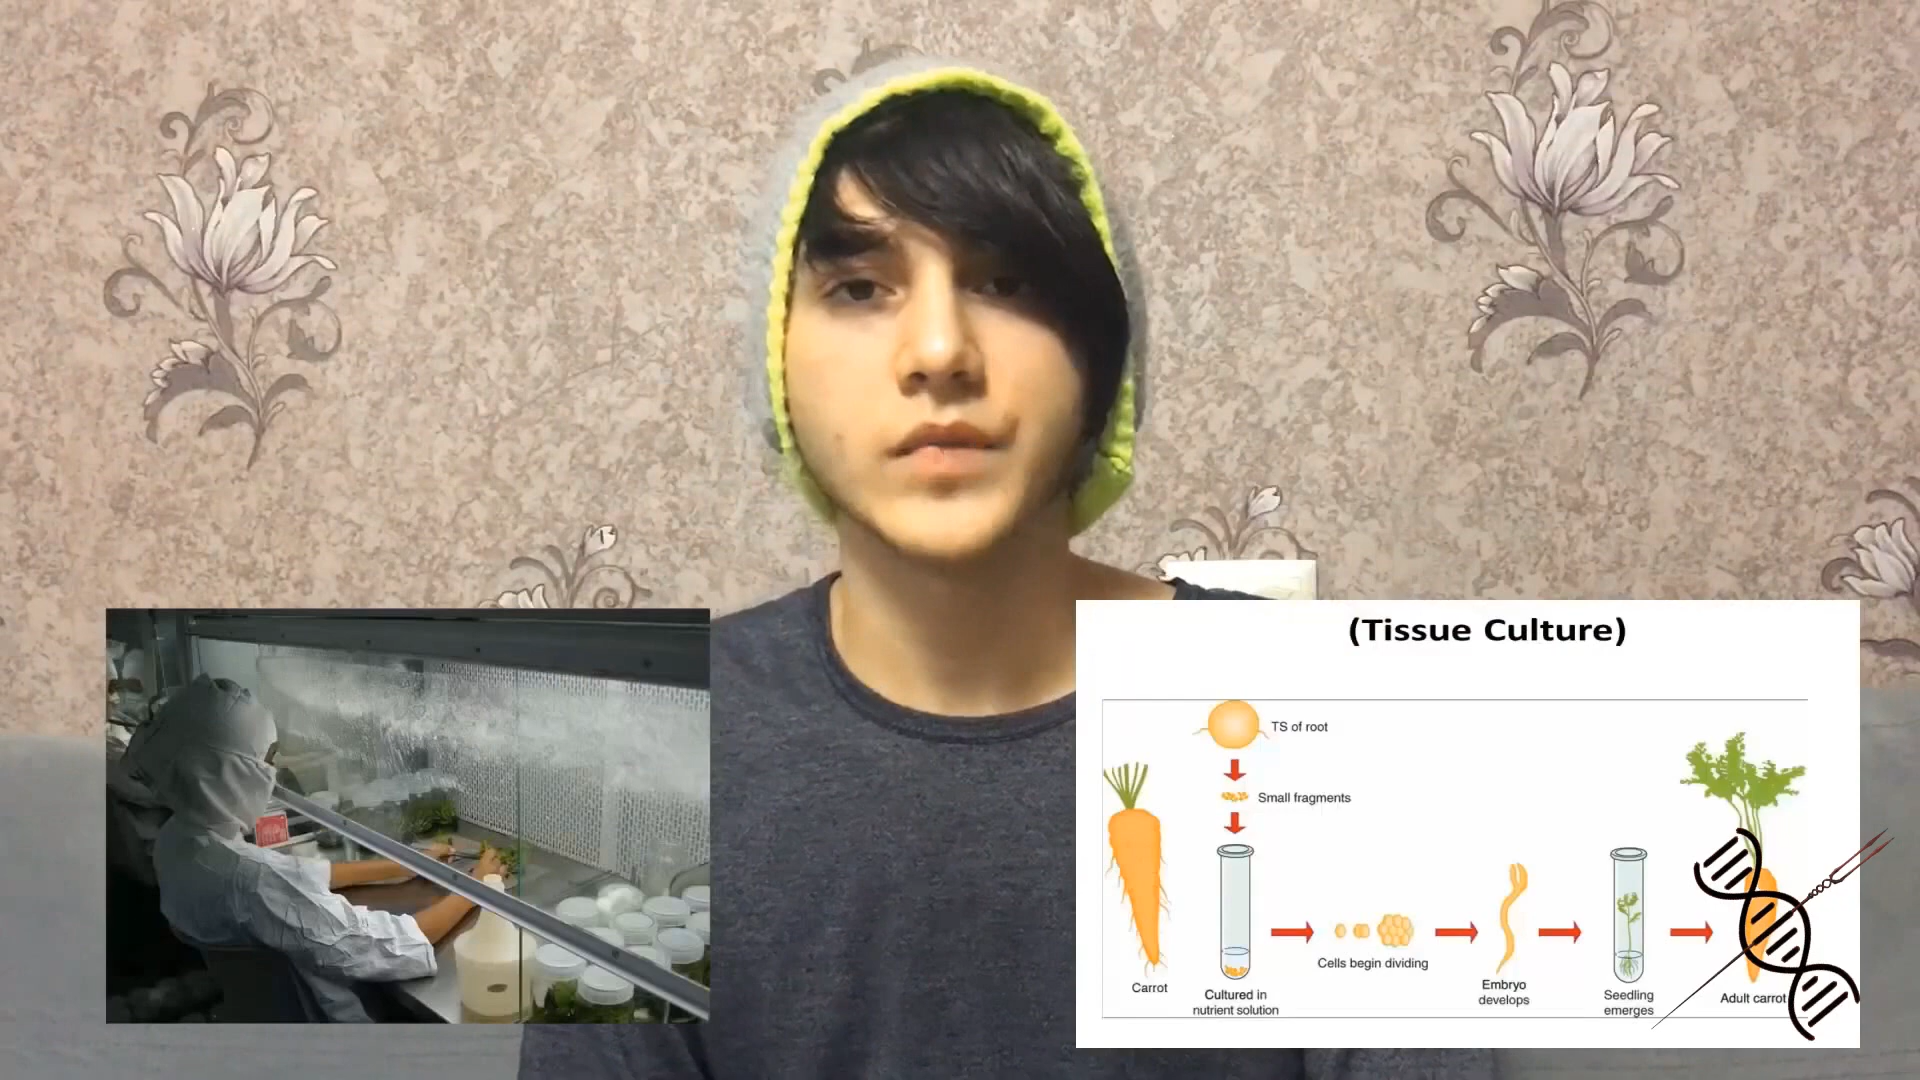 (Tissue Culture)
TS of root
Small fragments
Cells begin dividing
Carrot
Cultured in
nutrient solution
Embryo
develops
Seedling
emerges
Adult carrot